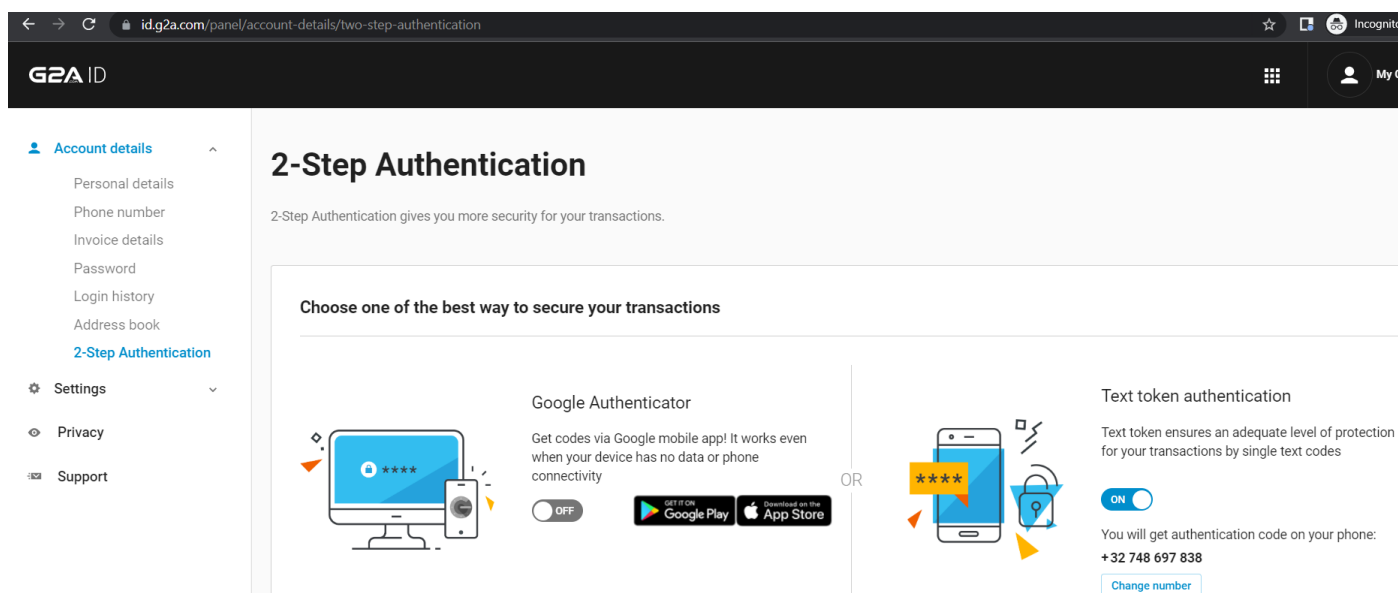 id.g2a.com/panel/account-details/two-step-authentication
Incognito
G2A ID
My
Account details
Personal details
Phone number
Invoice details
Password
Login history
Address book
2-Step Authentication
Settings
Privacy
Support
2-Step Authentication
2-Step Authentication gives you more security for your transactions.
Choose one of the best way to secure your transactions
****
Google Authenticator
Get codes via Google mobile app! It works even
when your device has no data or phone
connectivity
OFF
GET IT ON
Google Play
Download on the
App Store
OR
****
Text token authentication
Text token ensures an adequate level of protection
for your transactions by single text codes
ON
You will get authentication code on your phone:
+32 748 697 838
Change number